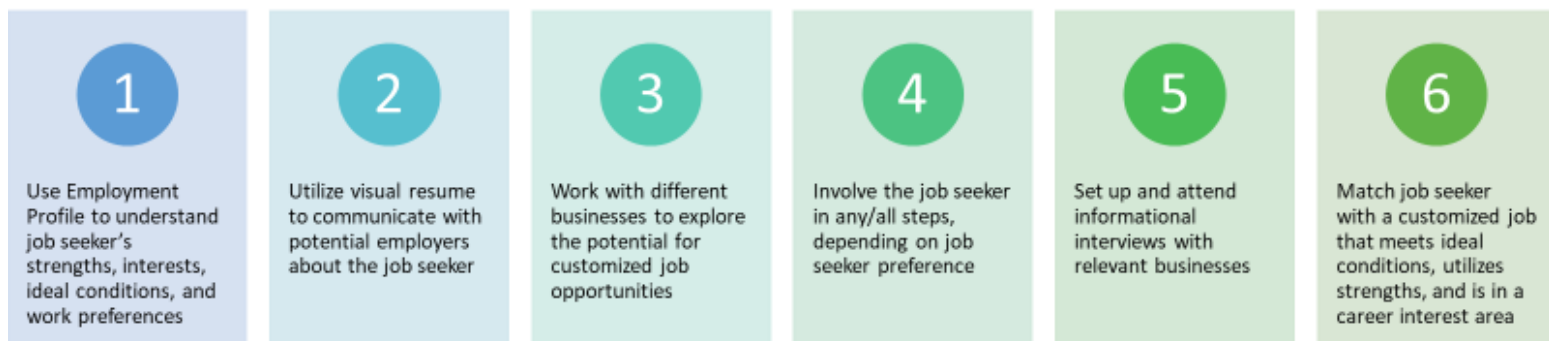 1
Use Employment
Profile to understand
job seeker's
strengths, interests,
ideal conditions, and
work preferences
2
Utilize visual resume
to communicate with
potential employers
about the job seeker
3
Work with different
businesses to explore
the potential for
customized job
opportunities
4
Involve the job seeker
in any/all steps,
depending on job
seeker preference
5
Set up and attend
informational
interviews with
relevant businesses
6
Match job seeker
with a customized job
that meets ideal
conditions, utilizes
strengths, and is in a
career interest area